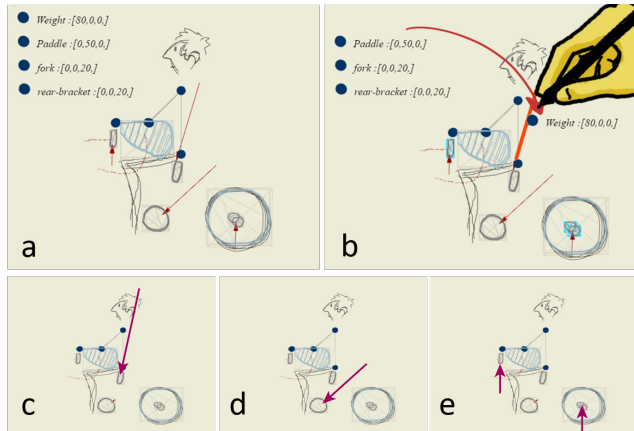 Weight :[80,0,0,]
Paddle :[0,50,0,]
fork :[0,0,20,]
rear-bracket :[0,0,20,]
a
Paddle :[0,50,0,]
fork :[0,0,20,]
rear-bracket :[0,0,20,]
Weight :[80,0,0,]
b
c
d
e